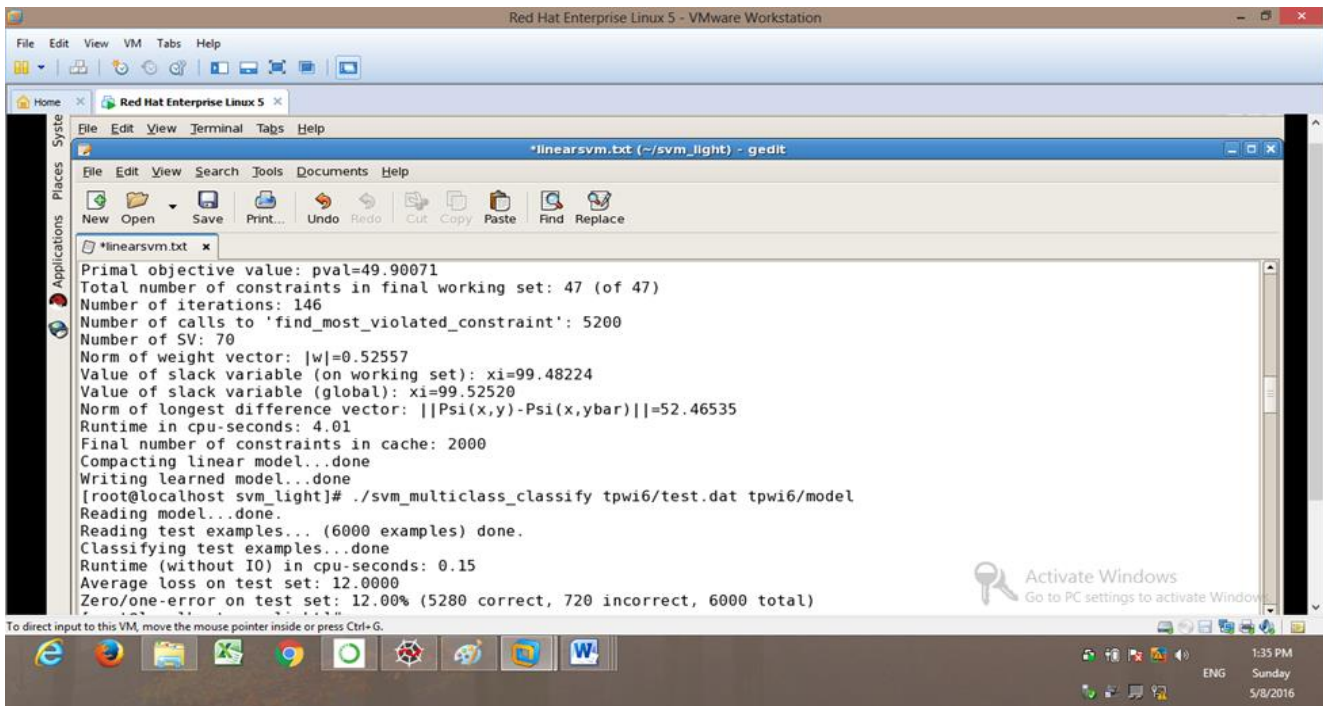 Red Hat Enterprise Linux 5 - VMware Workstation
File Edit View VM Tabs Help
Home Red Hat Enterprise Linux 5
Applications Places Syste
File Edit View Terminal Tabs Help
*linearsvm.txt (~/svm_light) - gedit
File Edit View Search Tools Documents Help
New Open Save Print... Undo Redo Cut Copy Paste Find Replace
*linearsvm.txt
Primal objective value: pval=49.90071
Total number of constraints in final working set: 47 (of 47)
Number of iterations: 146
Number of calls to 'find_most_violated_constraint': 5200
Number of SV: 70
Norm of weight vector: |w|=0.52557
Value of slack variable (on working set): xi=99.48224
Value of slack variable (global): xi=99.52520
Norm of longest difference vector: ||Psi(x,y)-Psi(x,ybar)||=52.46535
Runtime in cpu-seconds: 4.01
Final number of constraints in cache: 2000
Compacting linear model...done
Writing learned model...done
[root@localhost svm_light]# ./svm_multiclass_classify tpwi6/test.dat tpwi6/model
Reading model...done.
Reading test examples... (6000 examples) done.
Classifying test examples...done
Runtime (without IO) in cpu-seconds: 0.15
Average loss on test set: 12.0000
Zero/one-error on test set: 12.00% (5280 correct, 720 incorrect, 6000 total)
Activate Windows
Go to PC settings to activate Window
To direct input to this VM, move the mouse pointer inside or press Ctrl+G.
1:35 PM
ENG Sunday
5/8/2016